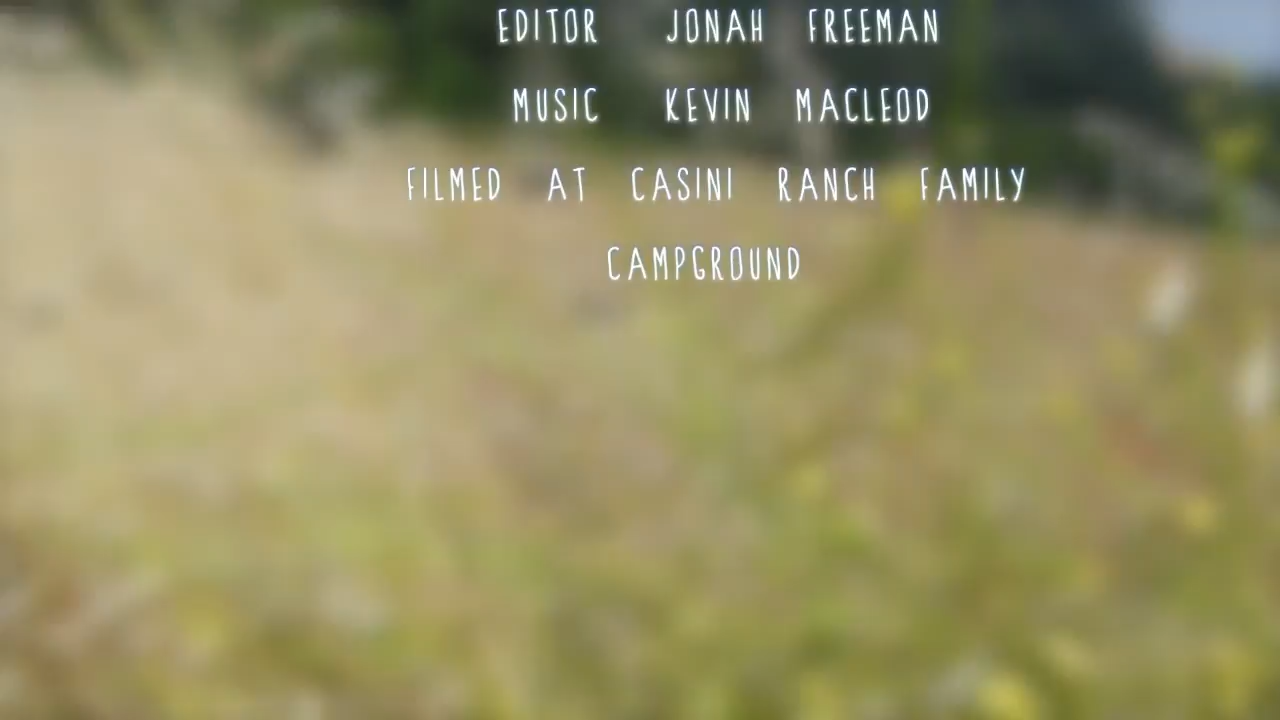 EDITOR JONAH FREEMAN
MUSIC KEVIN MACLEOD
FILMED AT CASINI RANCH FAMILY
CAMPGROUND